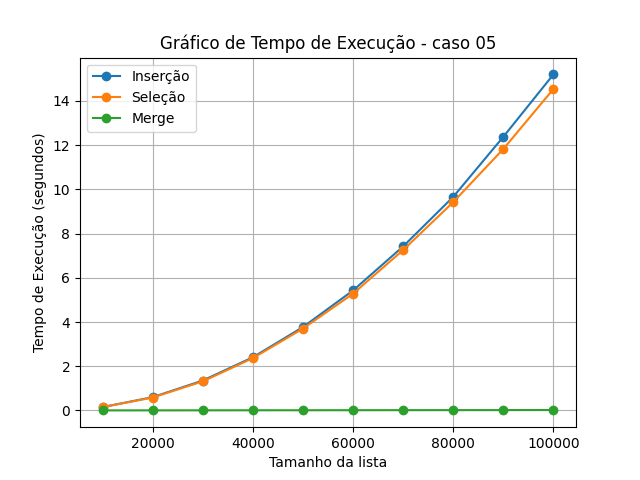 Gráfico de Tempo de Execução - caso 05
Inserção
Seleção
Merge
Tempo de Execução (segundos)
14
12
10
8
6
4
2
0
20000 40000 60000 80000 100000
Tamanho da lista